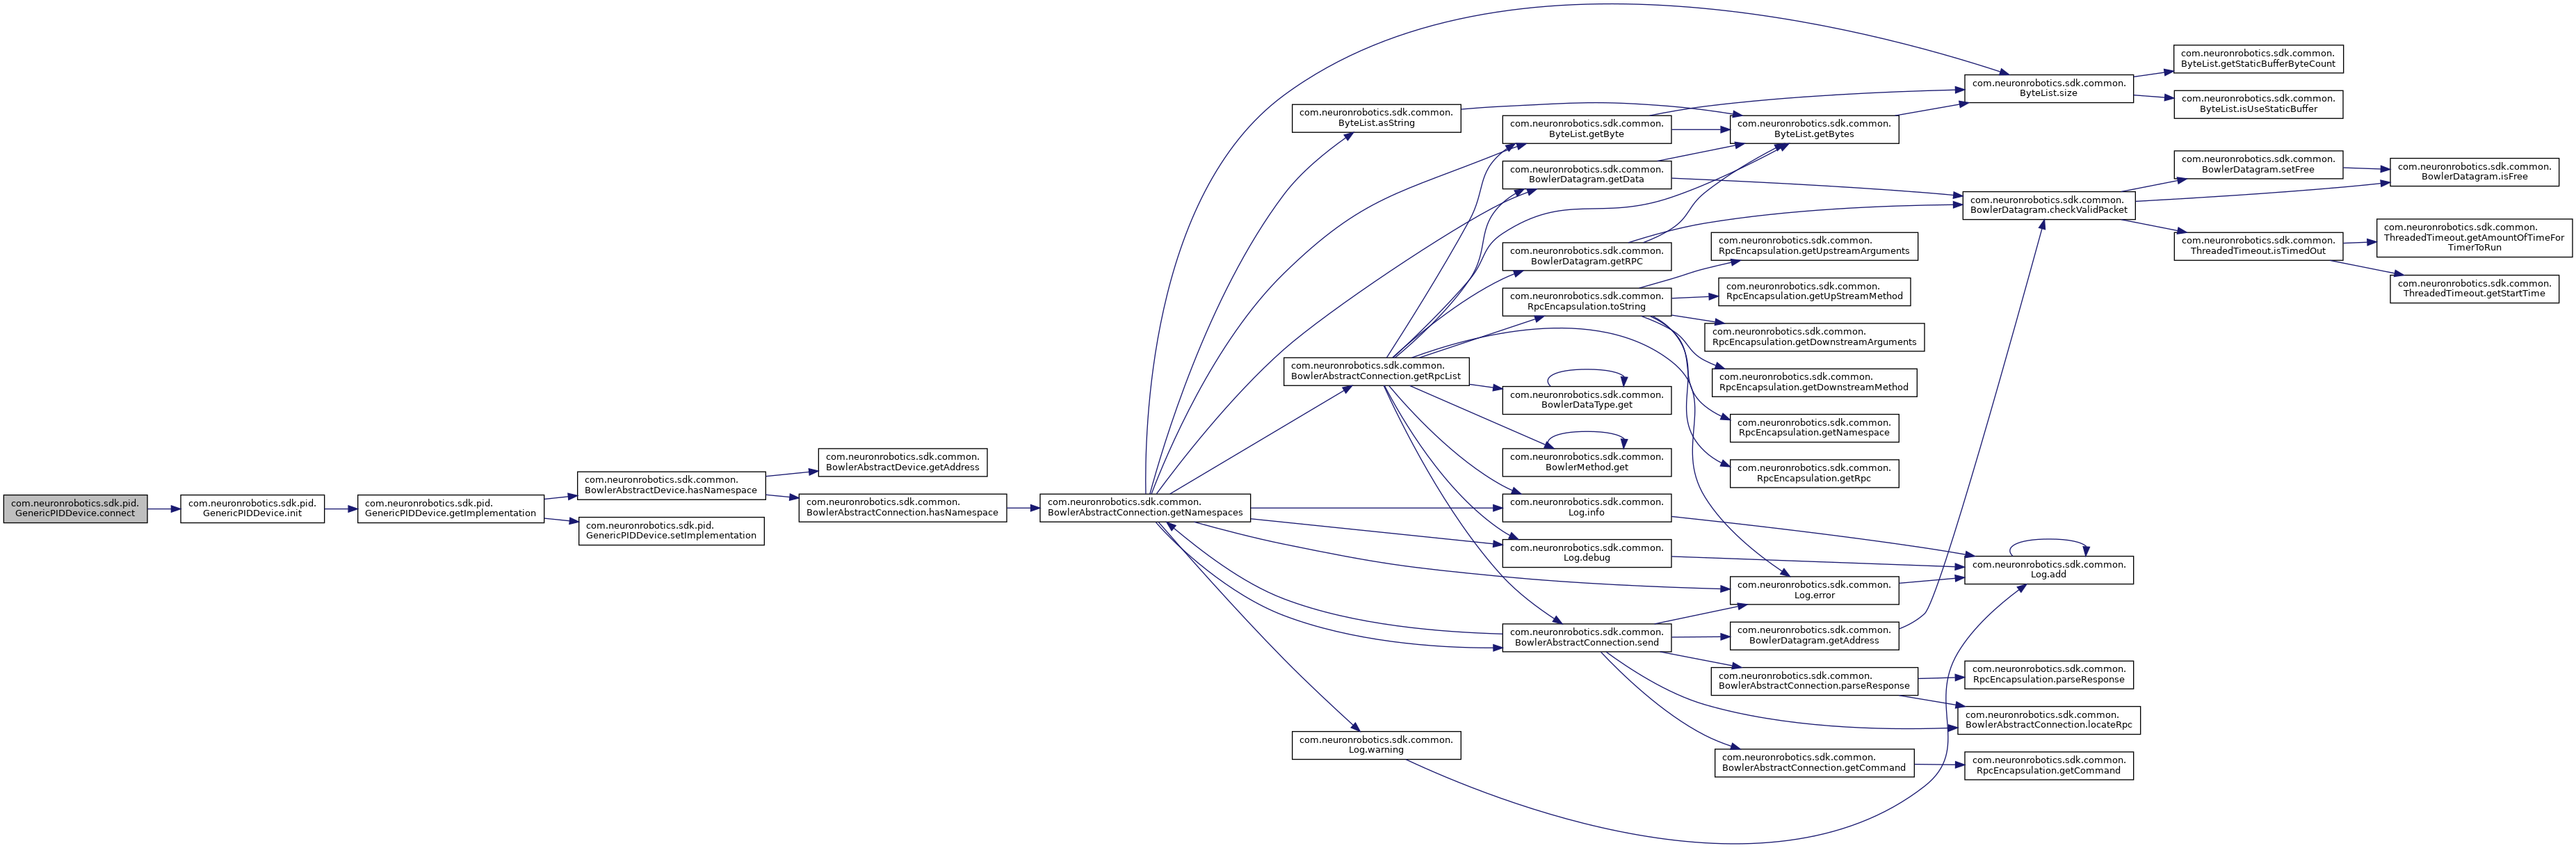 com.neuronrobotics.sdk.pid.
GenericPIDDevice.connect
com.neuronrobotics.sdk.pid.
GenericPIDDevice.init
com.neuronrobotics.sdk.pid.
GenericPIDDevice.getImplementation
com.neuronrobotics.sdk.common.
BowlerAbstractDevice.hasNamespace
com.neuronrobotics.sdk.pid.
GenericPIDDevice.setImplementation
com.neuronrobotics.sdk.common.
BowlerAbstractDevice.getAddress
com.neuronrobotics.sdk.common.
BowlerAbstractConnection.hasNamespace
com.neuronrobotics.sdk.common.
BowlerAbstractConnection.getNamespaces
com.neuronrobotics.sdk.common.
ByteList.asString
com.neuronrobotics.sdk.common.
BowlerAbstractConnection.getRpcList
com.neuronrobotics.sdk.common.
Log.warning
com.neuronrobotics.sdk.common.
ByteList.getByte
com.neuronrobotics.sdk.common.
BowlerDatagram.getData
com.neuronrobotics.sdk.common.
BowlerDatagram.getRPC
com.neuronrobotics.sdk.common.
RpcEncapsulation.toString
com.neuronrobotics.sdk.common.
BowlerDataType.get
com.neuronrobotics.sdk.common.
BowlerMethod.get
com.neuronrobotics.sdk.common.
Log.info
com.neuronrobotics.sdk.common.
Log.debug
com.neuronrobotics.sdk.common.
BowlerAbstractConnection.send
com.neuronrobotics.sdk.common.
ByteList.getBytes
com.neuronrobotics.sdk.common.
RpcEncapsulation.getUpstreamArguments
com.neuronrobotics.sdk.common.
RpcEncapsulation.getUpStreamMethod
com.neuronrobotics.sdk.common.
RpcEncapsulation.getDownstreamArguments
com.neuronrobotics.sdk.common.
RpcEncapsulation.getDownstreamMethod
com.neuronrobotics.sdk.common.
RpcEncapsulation.getNamespace
com.neuronrobotics.sdk.common.
RpcEncapsulation.getRpc
com.neuronrobotics.sdk.common.
Log.error
com.neuronrobotics.sdk.common.
BowlerDatagram.getAddress
com.neuronrobotics.sdk.common.
BowlerAbstractConnection.parseResponse
com.neuronrobotics.sdk.common.
BowlerAbstractConnection.getCommand
com.neuronrobotics.sdk.common.
ByteList.size
com.neuronrobotics.sdk.common.
BowlerDatagram.checkValidPacket
com.neuronrobotics.sdk.common.
Log.add
com.neuronrobotics.sdk.common.
RpcEncapsulation.parseResponse
com.neuronrobotics.sdk.common.
BowlerAbstractConnection.locateRpc
com.neuronrobotics.sdk.common.
RpcEncapsulation.getCommand
com.neuronrobotics.sdk.common.
ByteList.getStaticBufferByteCount
com.neuronrobotics.sdk.common.
ByteList.isUseStaticBuffer
com.neuronrobotics.sdk.common.
BowlerDatagram.setFree
com.neuronrobotics.sdk.common.
ThreadedTimeout.isTimedOut
com.neuronrobotics.sdk.common.
BowlerDatagram.isFree
com.neuronrobotics.sdk.common.
ThreadedTimeout.getAmountOfTimeFor
TimerToRun
com.neuronrobotics.sdk.common.
ThreadedTimeout.getStartTime